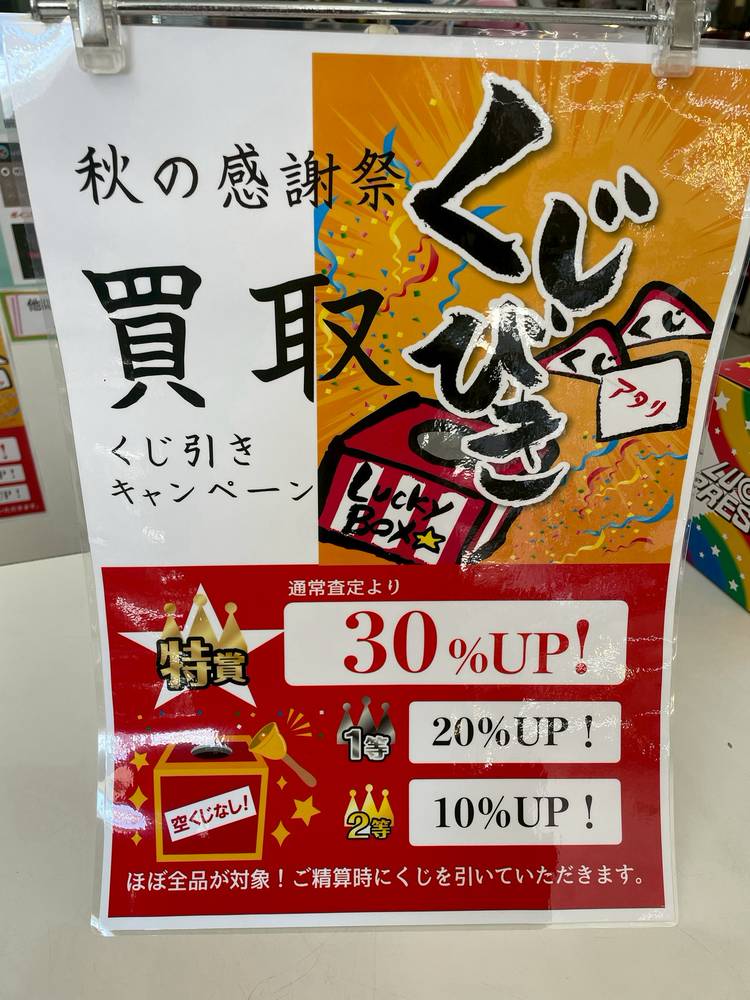 秋の感謝祭
買取
くじ引き
キャンペーン
くじびき
くじ
くじ
アタリ
Lucky
BOX
通常査定より
特賞
30%UP!
1等
20%UP!
2等
10%UP!
空くじなし!
ほぼ全品が対象!ご精算時にくじを引いていただきます。